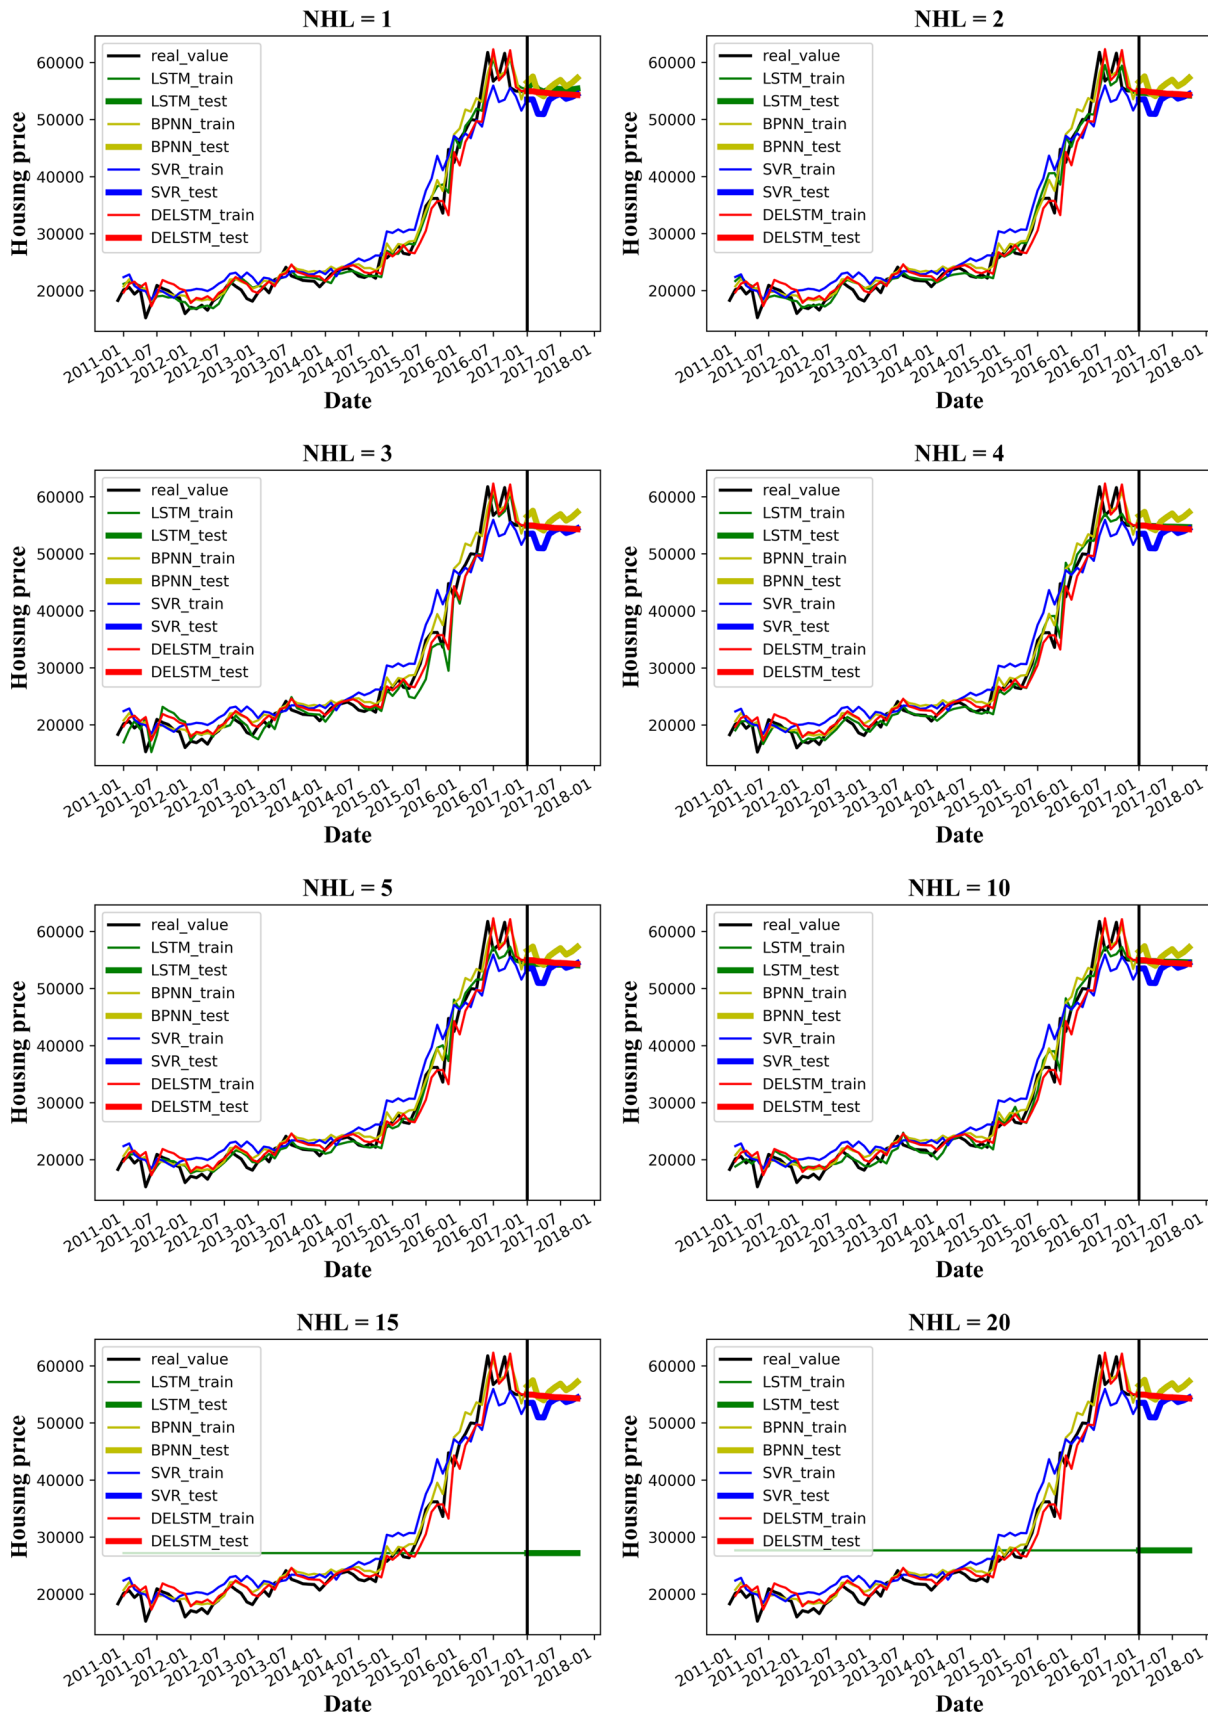 NHL = 1
Housing price
60000
50000
40000
30000
20000
real_value
LSTM_train
LSTM_test
BPNN_train
BPNN_test
SVR_train
SVR_test
DELSTM_train
DELSTM_test
2011-01
2011-07
2012-01
2012-07
2013-01
2013-07
2014-01
2014-07
2015-01
2015-07
2016-01
2016-07
2017-01
2017-07
2018-01
Date
NHL = 2
Housing price
60000
50000
40000
30000
20000
real_value
LSTM_train
LSTM_test
BPNN_train
BPNN_test
SVR_train
SVR_test
DELSTM_train
DELSTM_test
2011-01
2011-07
2012-01
2012-07
2013-01
2013-07
2014-01
2014-07
2015-01
2015-07
2016-01
2016-07
2017-01
2017-07
2018-01
Date
NHL = 3
Housing price
60000
50000
40000
30000
20000
real_value
LSTM_train
LSTM_test
BPNN_train
BPNN_test
SVR_train
SVR_test
DELSTM_train
DELSTM_test
2011-01
2011-07
2012-01
2012-07
2013-01
2013-07
2014-01
2014-07
2015-01
2015-07
2016-01
2016-07
2017-01
2017-07
2018-01
Date
NHL = 4
Housing price
60000
50000
40000
30000
20000
real_value
LSTM_train
LSTM_test
BPNN_train
BPNN_test
SVR_train
SVR_test
DELSTM_train
DELSTM_test
2011-01
2011-07
2012-01
2012-07
2013-01
2013-07
2014-01
2014-07
2015-01
2015-07
2016-01
2016-07
2017-01
2017-07
2018-01
Date
NHL = 5
Housing price
60000
50000
40000
30000
20000
real_value
LSTM_train
LSTM_test
BPNN_train
BPNN_test
SVR_train
SVR_test
DELSTM_train
DELSTM_test
2011-01
2011-07
2012-01
2012-07
2013-01
2013-07
2014-01
2014-07
2015-01
2015-07
2016-01
2016-07
2017-01
2017-07
2018-01
Date
NHL = 10
Housing price
60000
50000
40000
30000
20000
real_value
LSTM_train
LSTM_test
BPNN_train
BPNN_test
SVR_train
SVR_test
DELSTM_train
DELSTM_test
2011-01
2011-07
2012-01
2012-07
2013-01
2013-07
2014-01
2014-07
2015-01
2015-07
2016-01
2016-07
2017-01
2017-07
2018-01
Date
NHL = 15
Housing price
60000
50000
40000
30000
20000
real_value
LSTM_train
LSTM_test
BPNN_train
BPNN_test
SVR_train
SVR_test
DELSTM_train
DELSTM_test
2011-01
2011-07
2012-01
2012-07
2013-01
2013-07
2014-01
2014-07
2015-01
2015-07
2016-01
2016-07
2017-01
2017-07
2018-01
Date
NHL = 20
Housing price
60000
50000
40000
30000
20000
real_value
LSTM_train
LSTM_test
BPNN_train
BPNN_test
SVR_train
SVR_test
DELSTM_train
DELSTM_test
2011-01
2011-07
2012-01
2012-07
2013-01
2013-07
2014-01
2014-07
2015-01
2015-07
2016-01
2016-07
2017-01
2017-07
2018-01
Date